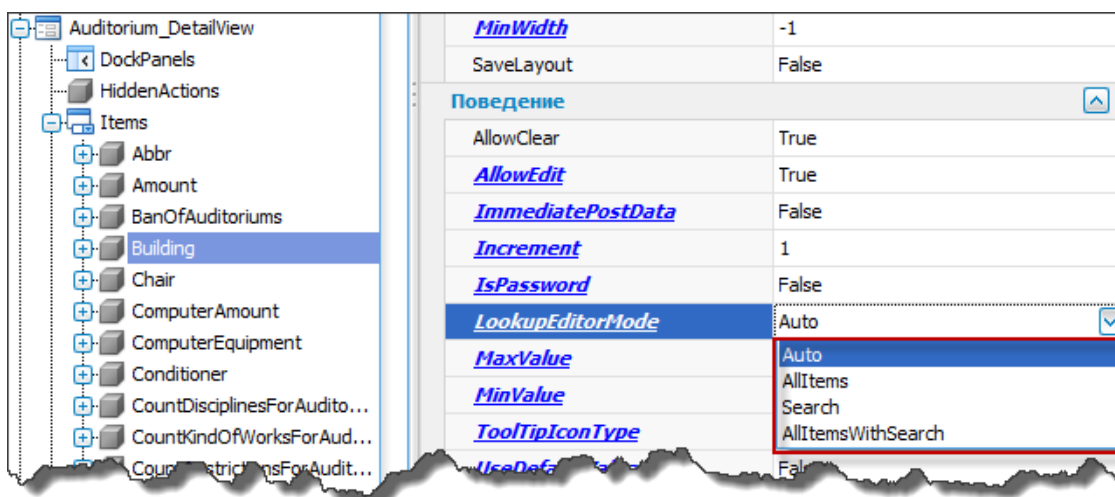 Auditorium_DetailView
DockPanels
HiddenActions
Items
Abbr
Amount
BanOfAuditoriums
Building
Chair
ComputerAmount
ComputerEquipment
Conditioner
CountDisciplinesForAudito...
CountKindOfWorksForAud...
MinWidth -1
SaveLayout False
Поведение
AllowClear True
AllowEdit True
ImmediatePostData False
Increment 1
IsPassword False
LookupEditorMode Auto
MaxValue
MinValue
ToolTipIconType
Auto
AllItems
Search
AllItemsWithSearch